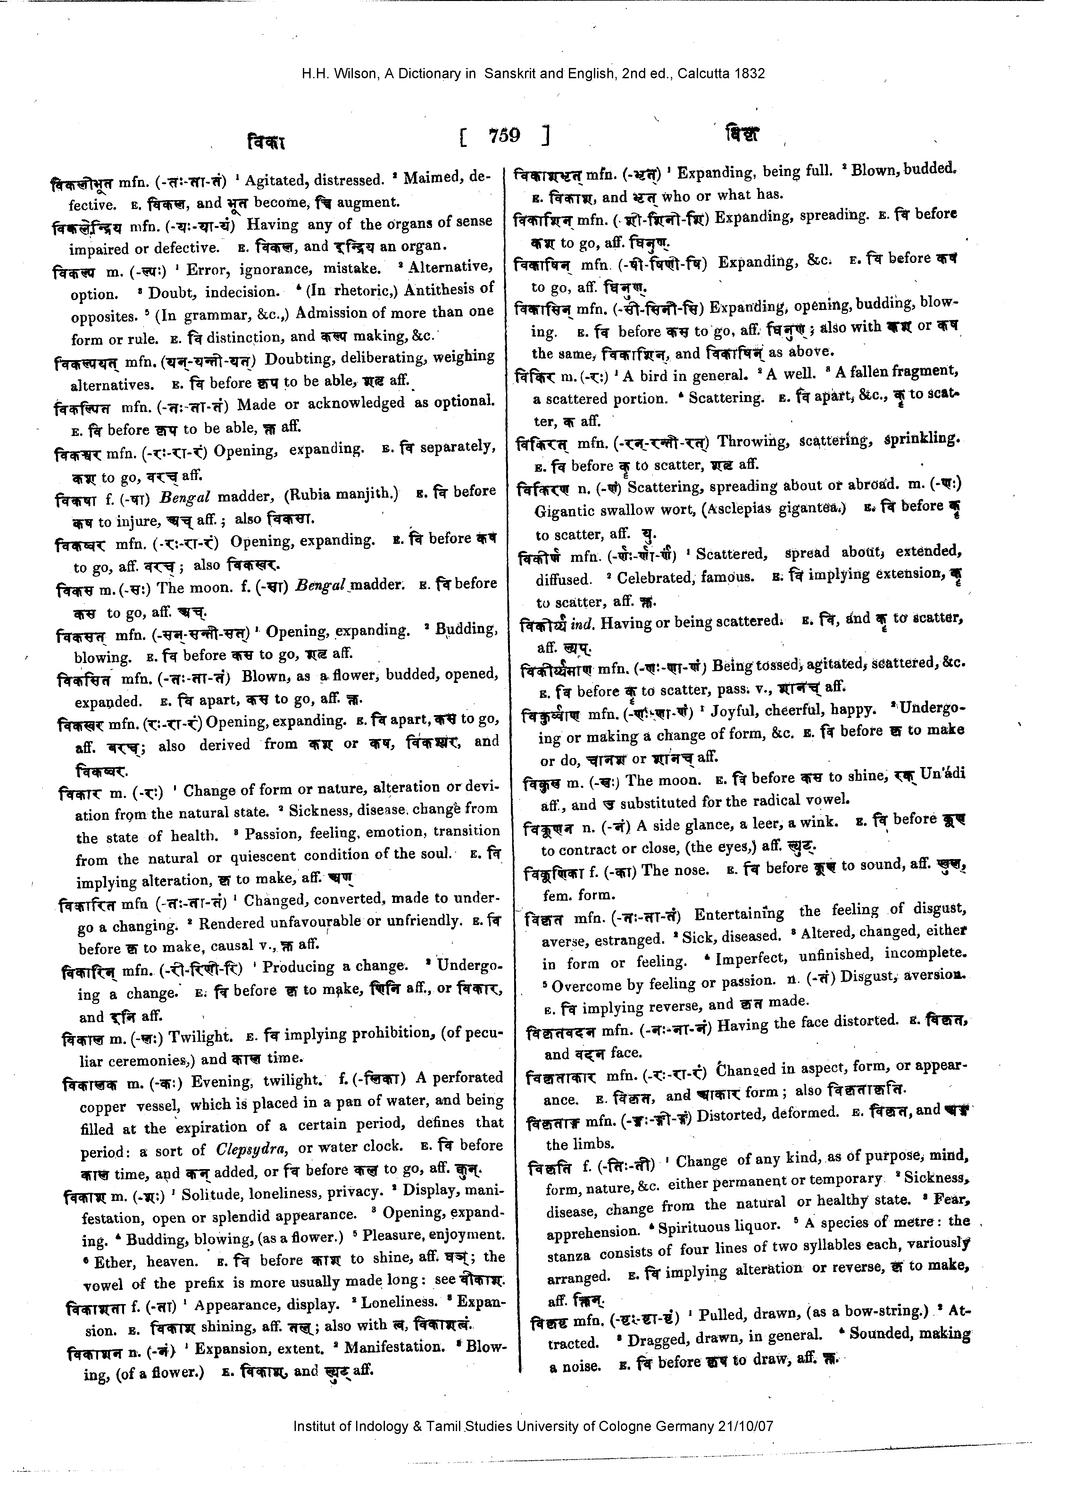 H.H. Wilson, A Dictionary in Sanskrit and English, 2nd ed., Calcutta 1832
विका
[ 759 ]
विकृ
विकलीभूत mfn. (-तः-ता-तं) ¹ Agitated, distressed. ² Maimed, de-
fective. E. विकल, and भूत become, च्वि augment.
विकलेन्द्रिय mfn. (-यः-या-यं) Having any of the organs of sense
impaired or defective. E. विकल, and इन्द्रिय an organ.
विकल्प m. (-ल्पः) ¹ Error, ignorance, mistake. ² Alternative,
option. ³ Doubt, indecision. ⁴ (In rhetoric,) Antithesis of
opposites. ⁵ (In grammar, &c.,) Admission of more than one
form or rule. E. वि distinction, and कल्प making, &c.
विकल्पयत् mfn. (यन्-यन्ती-यत्) Doubting, deliberating, weighing
alternatives. E. वि before कृप to be able, शतृ aff.
विकल्पित mfn. (-तः-ता-तं) Made or acknowledged as optional.
E. वि before कृप to be able, क्त aff.
विकश्वर mfn. (-रः-रा-रं) Opening, expanding. E. वि separately,
कश to go, वरच् aff.
विकषा f. (-षा) Bengal madder, (Rubia manjith.) E. वि before
कष to injure, अच् aff.; also विकसा.
विकष्वर mfn. (-रः-रा-रं) Opening, expanding. E. वि before कष
to go, aff. वरच्; also विकस्वर.
विकस m. (-सः) The moon. f. (-सा) Bengal madder. E. वि before
कस to go, aff. अच्.
विकसत् mfn. (-सन्-सन्ती-सत्) ¹ Opening, expanding. ² Budding,
blowing. E. वि before कस to go, शतृ aff.
विकसित mfn. (-तः-ता-तं) Blown, as a flower, budded, opened,
expanded. E. वि apart, कस to go, aff. क्त.
विकस्वर mfn. (रः-रा-रं) Opening, expanding. E. वि apart, कस to go,
aff. वरच्; also derived from कश or कष, विकश्वर, and
विकष्वर.
विकार m. (-रः) ¹ Change of form or nature, alteration or devi-
ation from the natural state. ² Sickness, disease, change from
the state of health. ³ Passion, feeling, emotion, transition
from the natural or quiescent condition of the soul. E. वि
implying alteration, कृ to make, aff. घञ्
विकारित mfn (-तः-ता-तं) ¹ Changed, converted, made to under-
go a changing. ² Rendered unfavourable or unfriendly. E. वि
before कृ to make, causal v., क्त aff.
विकारिन् mfn. (-री-रिणी-रि) ¹ Producing a change. ² Undergo-
ing a change. E. वि before कृ to make, णिनि aff., or विकार,
and इनि aff.
विकाल m. (-लः) Twilight. E. वि implying prohibition, (of pecu-
liar ceremonies,) and काल time.
विकालक m. (-कः) Evening, twilight. f. (-लिका) A perforated
copper vessel, which is placed in a pan of water, and being
filled at the expiration of a certain period, defines that
period: a sort of Clepsydra, or water clock. E. वि before
काल time, and कन् added, or वि before कल to go, aff. वुन्.
विकाश m. (-शः) ¹ Solitude, loneliness, privacy. ² Display, mani-
festation, open or splendid appearance. ³ Opening, expand-
ing. ⁴ Budding, blowing, (as a flower.) ⁵ Pleasure, enjoyment.
⁶ Ether, heaven. E. वि before काश to shine, aff. घञ्; the
vowel of the prefix is more usually made long: see वीकाश.
विकाशता f. (-ता) ¹ Appearance, display. ² Loneliness. ³ Expan-
sion. E. विकाश shining, aff. तल्; also with त्व, विकाशत्वं.
विकाशन n. (-नं) ¹ Expansion, extent. ² Manifestation. ³ Blow-
ing, (of a flower.) E. विकाश, and ल्युट् aff.
विकाशभृत् mfn. (-भृत्) ¹ Expanding, being full. ² Blown, budded.
E. विकाश, and भृत् who or what has.
विकाशिन् mfn. (-शी-शिनी-शि) Expanding, spreading. E. वि before
कश to go, aff. घिनुण्.
विकाषिन् mfn. (-षी-षिणी-षि) Expanding, &c. E. वि before कष
to go, aff. घिनुण्.
विकासिन् mfn. (-सी-सिनी-सि) Expanding, opening, budding, blow-
ing. E. वि before कस to go, aff. घिनुण्; also with कश or कष
the same, विकाशिन्, and विकाषिन् as above.
विकिर m. (-रः) ¹ A bird in general. ² A well. ³ A fallen fragment,
a scattered portion. ⁴ Scattering. E. वि apart, &c., कॄ to scat-
ter, क aff.
विकिरत् mfn. (-रन्-रन्ती-रत्) Throwing, scattering, sprinkling.
E. वि before कॄ to scatter, शतृ aff.
विकिरण n. (-णं) Scattering, spreading about or abroad. m. (-णः)
Gigantic swallow wort, (Asclepias gigantea.) E. वि before कॄ
to scatter, aff. यु.
विकीर्ण mfn. (-र्णः-र्णा-र्णं) ¹ Scattered, spread about, extended,
diffused. ² Celebrated, famous. E. वि implying extension, कॄ
to scatter, aff. क्त.
विकीर्य्य ind. Having or being scattered. E. वि, and कॄ to scatter,
aff. ल्यप्.
विकीर्य्यमाण mfn. (-णः-णा-णं) Being tossed, agitated, scattered, &c.
E. वि before कॄ to scatter, pass. v., शानच् aff.
विकुर्व्वाण mfn. (-णः-णा-णं) ¹ Joyful, cheerful, happy. ² Undergo-
ing or making a change of form, &c. E. वि before कृ to make
or do, चानश or शानच् aff.
विकुस्र m. (-स्रः) The moon. E. वि before कस to shine, रक् Un'ádi
aff., and उ substituted for the radical vowel.
विकूणन n. (-नं) A side glance, a leer, a wink. E. वि before कूण
to contract or close, (the eyes,) aff. ल्युट्.
विकूणिका f. (-का) The nose. E. वि before कूण to sound, aff. ण्वुल्,
fem. form.
विकृत mfn. (-तः-ता-तं) Entertaining the feeling of disgust,
averse, estranged. ² Sick, diseased. ³ Altered, changed, either
in form or feeling. ⁴ Imperfect, unfinished, incomplete.
⁵ Overcome by feeling or passion. n. (-तं) Disgust, aversion.
E. वि implying reverse, and कृत made.
विकृतवदन mfn. (-नः-ना-नं) Having the face distorted. E. विकृत,
and वदन face.
विकृताकार mfn. (-रः-रा-रं) Changed in aspect, form, or appear-
ance. E. विकृत, and आकार form; also विकृताकृति.
विकृताङ्ग mfn. (-ङ्गः-ङ्गी-ङ्गं) Distorted, deformed. E. विकृत, and अङ्ग
the limbs.
विकृति f. (-तिः-ती) ¹ Change of any kind, as of purpose, mind,
form, nature, &c. either permanent or temporary. ² Sickness,
disease, change from the natural or healthy state. ³ Fear,
apprehension. ⁴ Spirituous liquor. ⁵ A species of metre: the
stanza consists of four lines of two syllables each, variously
arranged. E. वि implying alteration or reverse, कृ to make,
aff. क्तिन्.
विकृष्ट mfn. (-ष्टः-ष्टा-ष्टं) ¹ Pulled, drawn, (as a bow-string.) ² At-
tracted. ³ Dragged, drawn, in general. ⁴ Sounded, making
a noise. E. वि before कृष to draw, aff. क्त.
Institut of Indology & Tamil Studies University of Cologne Germany 21/10/07